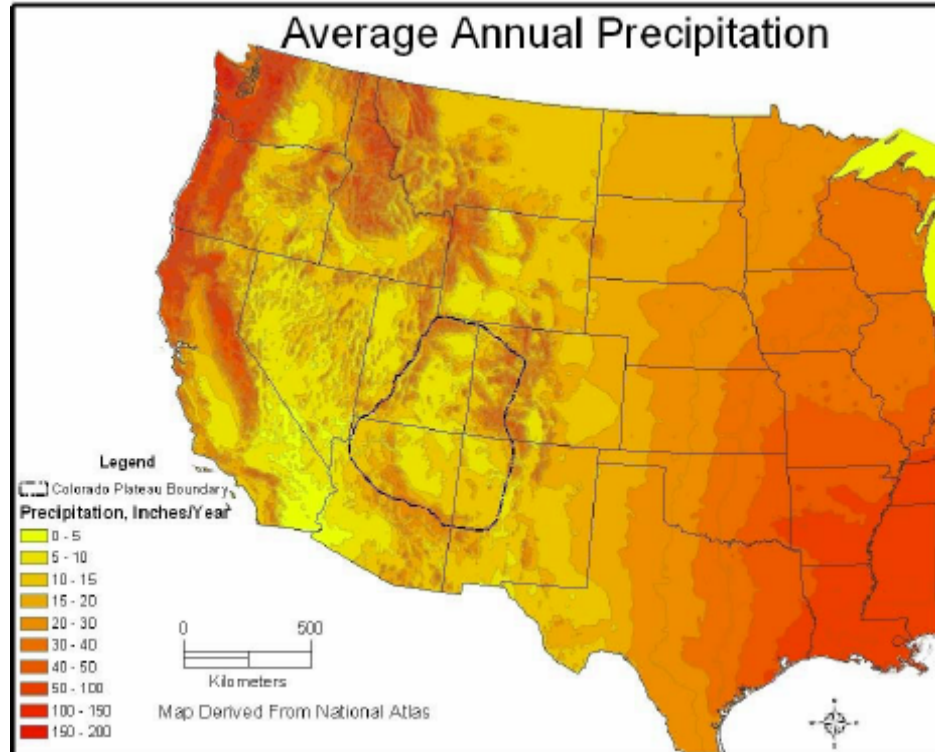 Average Annual Precipitation
Legend
Colorado Plateau Boundary
Precipitation, Inches/Year
0 - 5
5 - 10
10 - 15
15 - 20
20 - 30
30 - 40
40 - 50
50 - 100
100 - 150
150 - 200
0 500
Kilometers
Map Derived From National Atlas